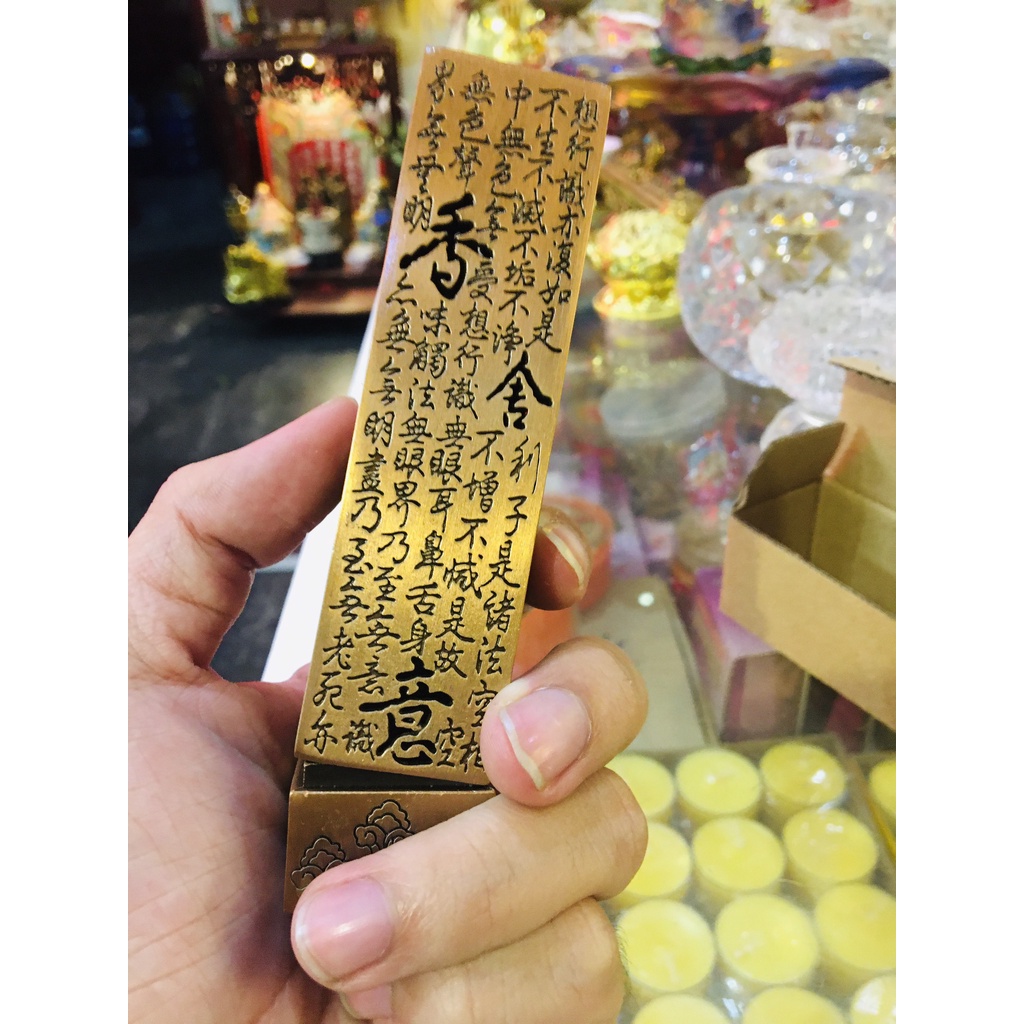 想行識亦復如是舍利子是諸法空相
不生不滅不垢不淨不增不減是故空
中無色無受想行識無眼耳鼻舌身意
無色聲香味觸法無眼界乃至無意識
界無無明亦無無明盡乃至無老死亦